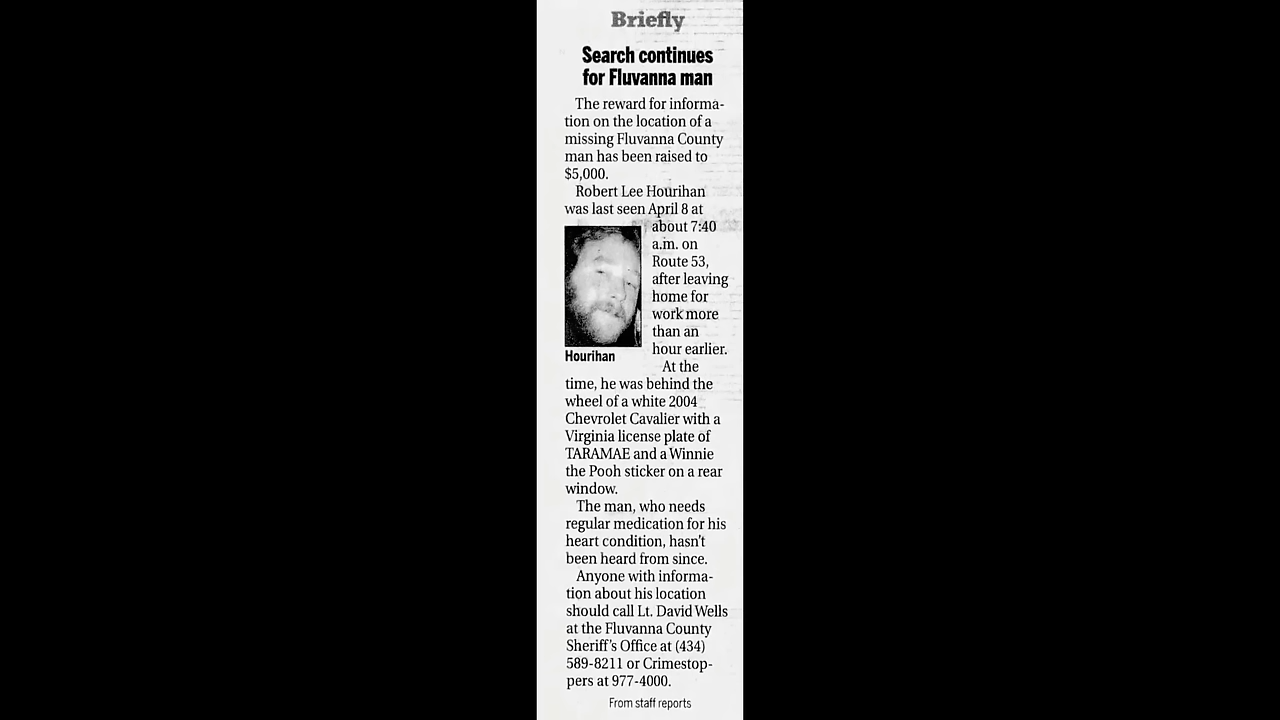 Briefly
Search continues
for Fluvanna man
The reward for informa-
tion on the location of a
missing Fluvanna County
man has been raised to
$5,000.
Robert Lee Hourihan
was last seen April 8 at
about 7:40
a.m. on
Route 53,
after leaving
home for
work more
than an
hour earlier.
Hourihan
At the
time, he was behind the
wheel of a white 2004
Chevrolet Cavalier with a
Virginia license plate of
TARAMAE and a Winnie
the Pooh sticker on a rear
window.
The man, who needs
regular medication for his
heart condition, hasn't
been heard from since.
Anyone with informa-
tion about his location
should call Lt. David Wells
at the Fluvanna County
Sheriff's Office at (434)
589-8211 or Crimestop-
pers at 977-4000.
From staff reports